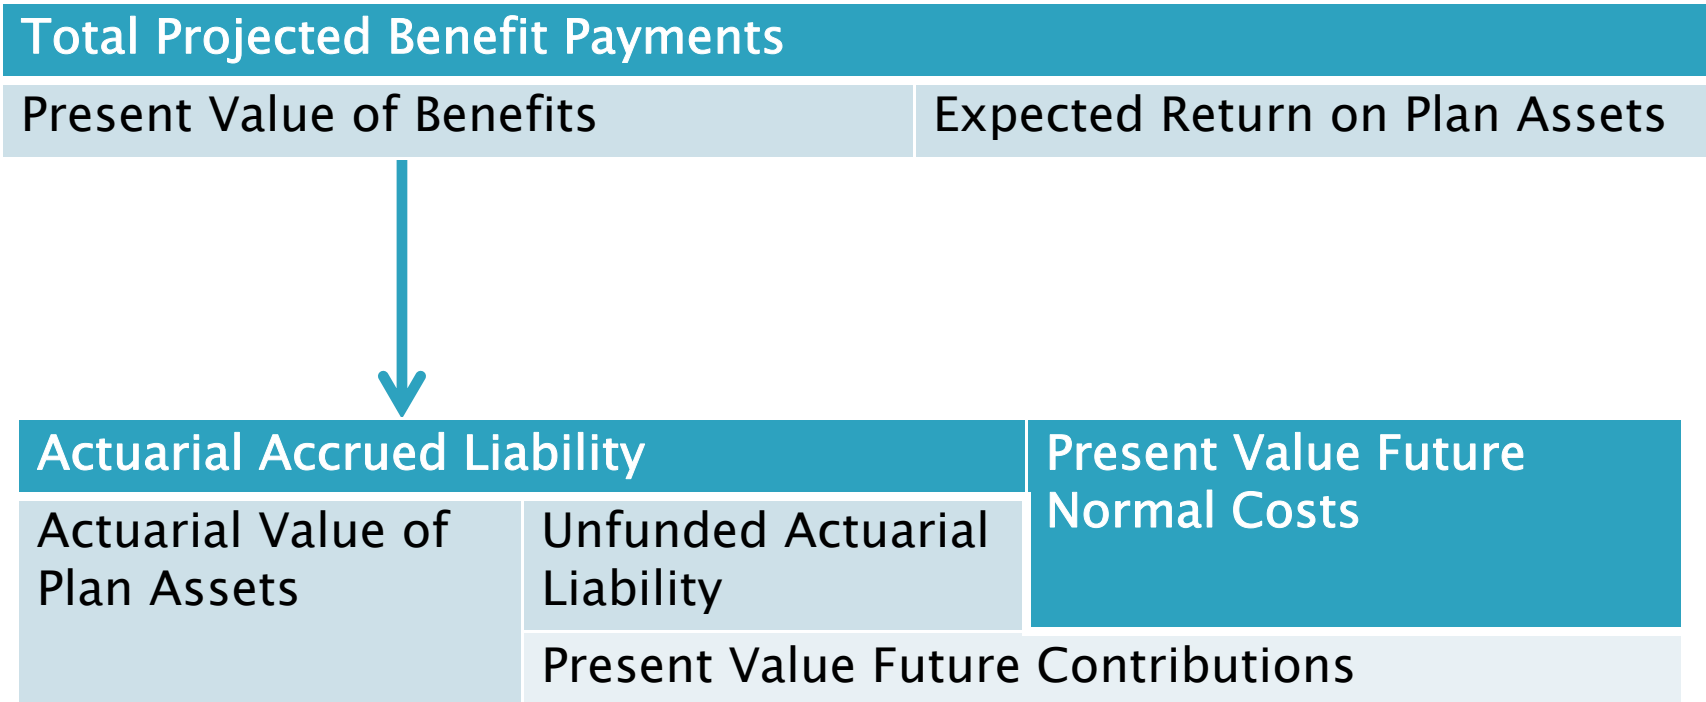 Total Projected Benefit Payments
Present Value of Benefits
Expected Return on Plan Assets
Actuarial Accrued Liability
Present Value Future
Normal Costs
Actuarial Value of
Plan Assets
Unfunded Actuarial
Liability
Present Value Future Contributions